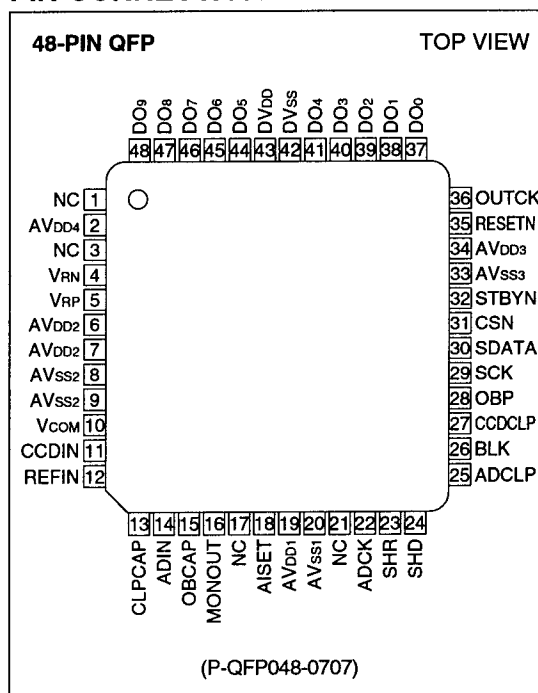 48-PIN QFP TOP VIEW
DO9 DO8 DO7 DO6 DO5 DVDD DVSS DO4 DO3 DO2 DO1 DO0
48 47 46 45 44 43 42 41 40 39 38 37
NC 1
AVDD4 2
NC 3
VRN 4
VRP 5
AVDD2 6
AVDD2 7
AVSS2 8
AVSS2 9
VCOM 10
CCDIN 11
REFIN 12
36 OUTCK
35 RESETN
34 AVDD3
33 AVSS3
32 STBYN
31 CSN
30 SDATA
29 SCK
28 OBP
27 CCDCLP
26 BLK
25 ADCLP
13 14 15 16 17 18 19 20 21 22 23 24
CLPCAP ADIN OBCAP MONOUT NC AISET AVDD1 AVSS1 NC ADCK SHR SHD
(P-QFP048-0707)